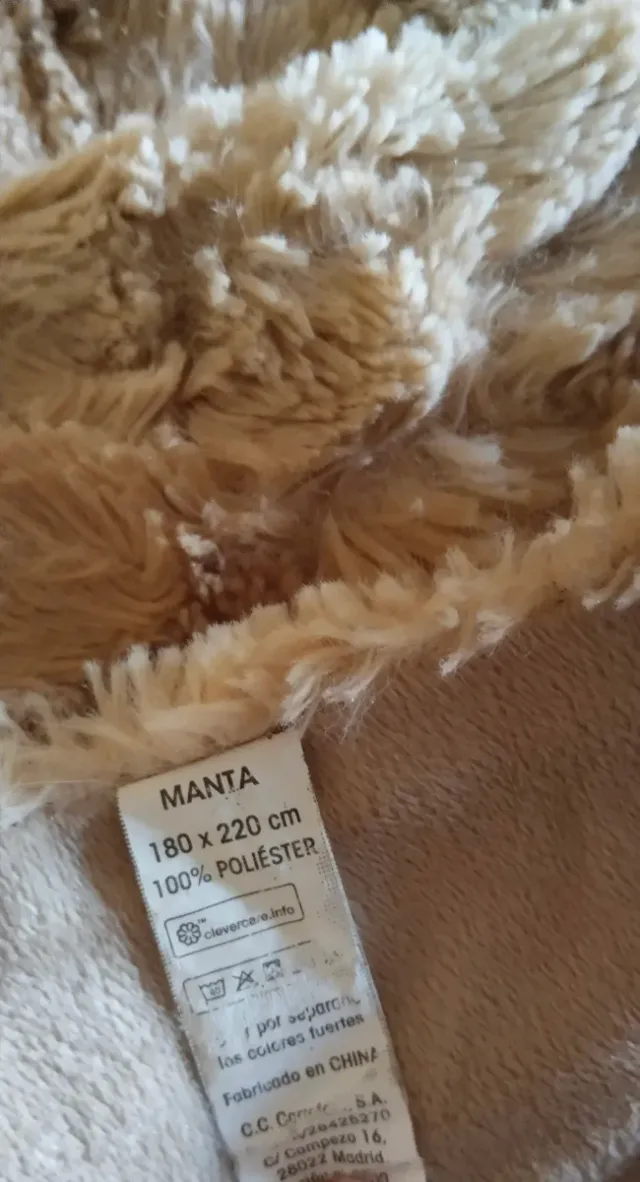 MANTA
180 x 220 cm
100% POLIÉSTER
clevercare.info
40
por separado
los colores fuertes
Fabricado en CHINA
C.C. S.A.
C/ Campezo 16,
28022 Madrid